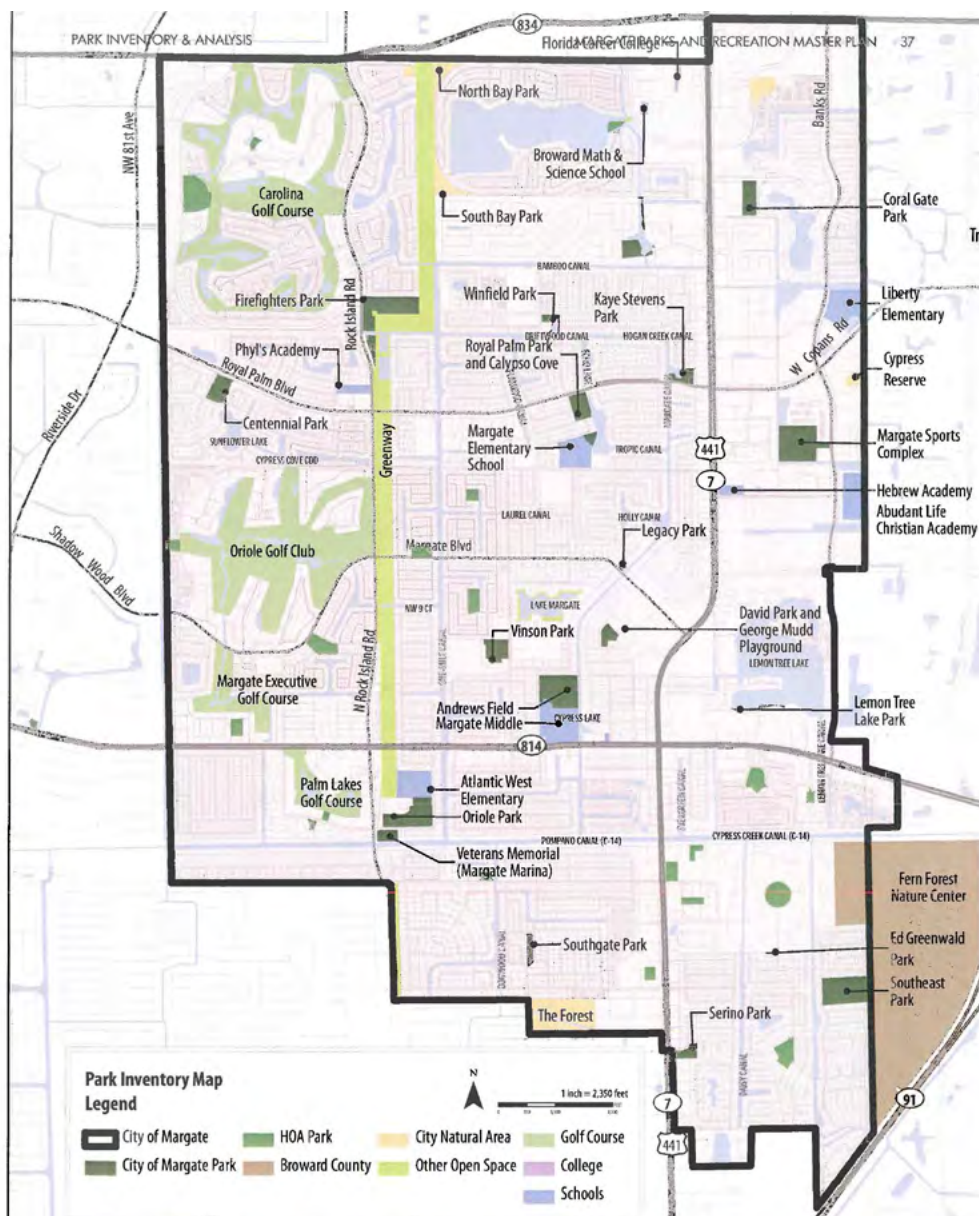 834
PARK INVENTORY & ANALYSIS
MARGATE PARKS AND RECREATION MASTER PLAN 37
Florida Career College
North Bay Park
NW 81st Ave
Banks Rd
Broward Math &
Science School
Carolina
Golf Course
Coral Gate
Park
South Bay Park
Tr
BAMBOO CANAL
Firefighters Park
Rock Island Rd
Winfield Park
Kaye Stevens
Park
Liberty
Elementary
DRIFTWOOD CANAL
HOGAN CREEK CANAL
Phyl's Academy
Royal Palm Park
and Calypso Cove
W Copans Rd
Royal Palm Blvd
Cypress
Reserve
Riverside Dr
Centennial Park
SUNFLOWER LAKE
CYPRESS COVE CDD
Greenway
Margate
Elementary
School
TROPIC CANAL
441
7
Margate Sports
Complex
Hebrew Academy
Abudant Life
Christian Academy
LAUREL CANAL
HOLLY CANAL
Legacy Park
Shadow Wood Blvd
Oriole Golf Club
Margate Blvd
NW 9 CT
LAKE MARGATE
David Park and
George Mudd
Playground
LEMON TREE LAKE
Vinson Park
N Rock Island Rd
Margate Executive
Golf Course
Andrews Field
Margate Middle
CYPRESS LAKE
Lemon Tree
Lake Park
814
Palm Lakes
Golf Course
Atlantic West
Elementary
Oriole Park
EVERGREEN CANAL
POMPANO CANAL (C-14)
CYPRESS CREEK CANAL (C-14)
Veterans Memorial
(Margate Marina)
Fern Forest
Nature Center
Southgate Park
Ed Greenwald
Park
Southeast
Park
The Forest
Serino Park
DAISY CANAL
7
441
91
Park Inventory Map
Legend
N
1 inch = 2,350 feet
City of Margate
HOA Park
City Natural Area
Golf Course
City of Margate Park
Broward County
Other Open Space
College
Schools